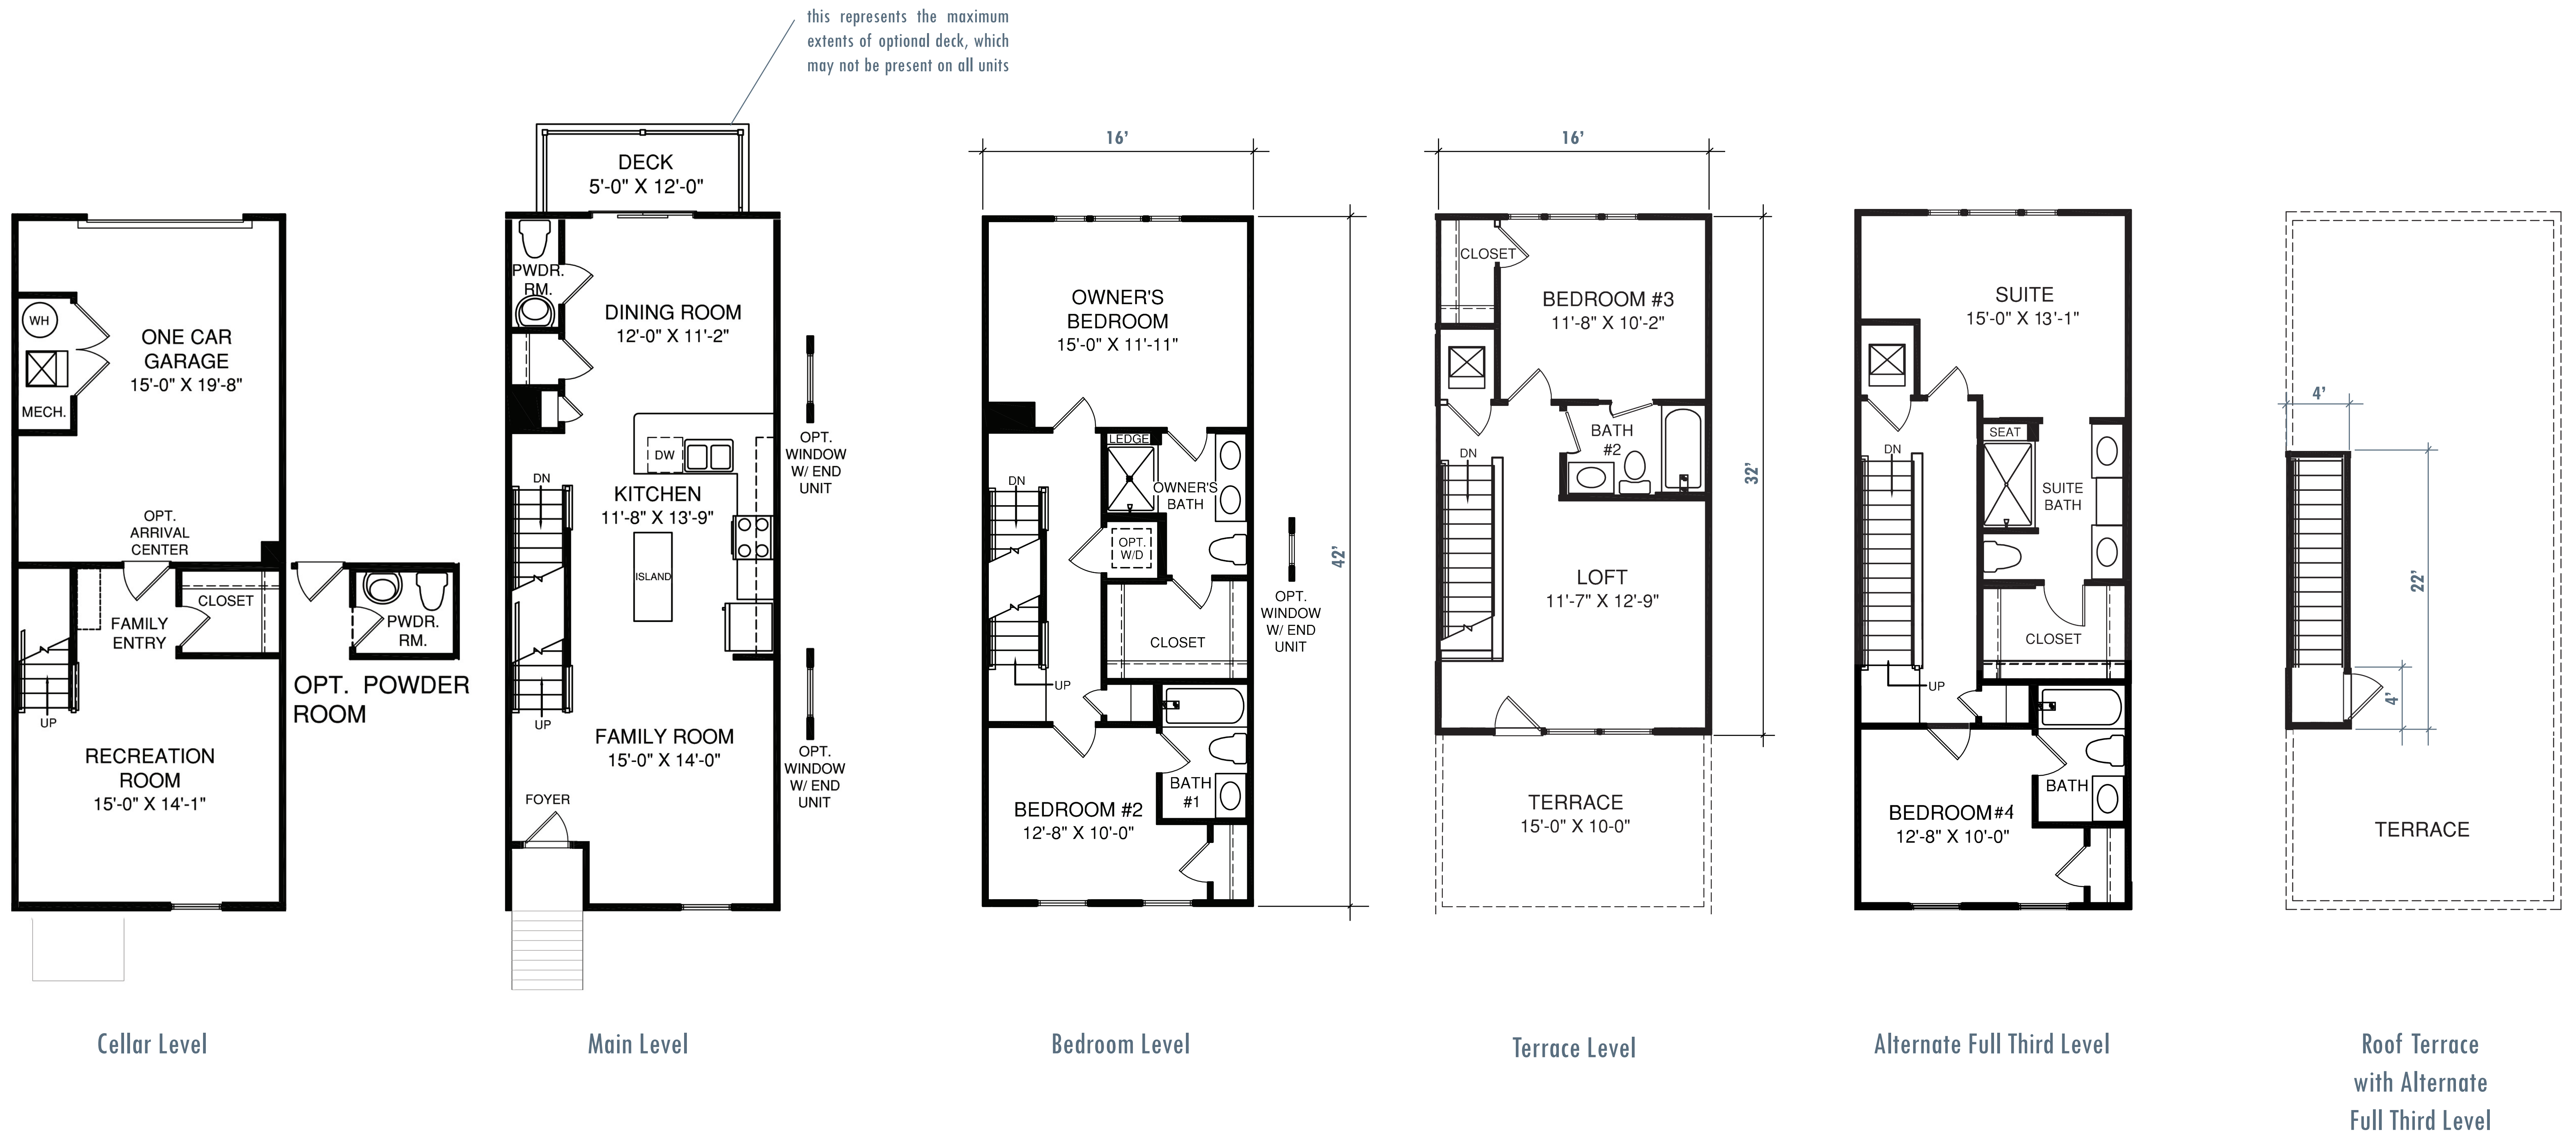 this represents the maximum
extents of optional deck, which
may not be present on all units
DECK
5'-0" X 12'-0"
16'
16'
WH
MECH.
ONE CAR
GARAGE
15'-0" X 19'-8"
OPT.
ARRIVAL
CENTER
CLOSET
FAMILY
ENTRY
UP
RECREATION
ROOM
15'-0" X 14'-1"
PWDR.
RM.
OPT. POWDER
ROOM
PWDR.
RM.
DINING ROOM
12'-0" X 11'-2"
DW
DN
KITCHEN
11'-8" X 13'-9"
ISLAND
UP
FAMILY ROOM
15'-0" X 14'-0"
FOYER
OPT.
WINDOW
W/ END
UNIT
OPT.
WINDOW
W/ END
UNIT
OWNER'S
BEDROOM
15'-0" X 11'-11"
LEDGE
DN
OWNER'S
BATH
OPT.
W/D
CLOSET
UP
BATH
#1
BEDROOM #2
12'-8" X 10'-0"
OPT.
WINDOW
W/ END
UNIT
42'
CLOSET
BEDROOM #3
11'-8" X 10'-2"
BATH
#2
DN
LOFT
11'-7" X 12'-9"
TERRACE
15'-0" X 10-0"
32'
SUITE
15'-0" X 13'-1"
SEAT
DN
SUITE
BATH
CLOSET
UP
BATH
BEDROOM#4
12'-8" X 10'-0"
4'
22'
4'
TERRACE
Cellar Level
Main Level
Bedroom Level
Terrace Level
Alternate Full Third Level
Roof Terrace
with Alternate
Full Third Level